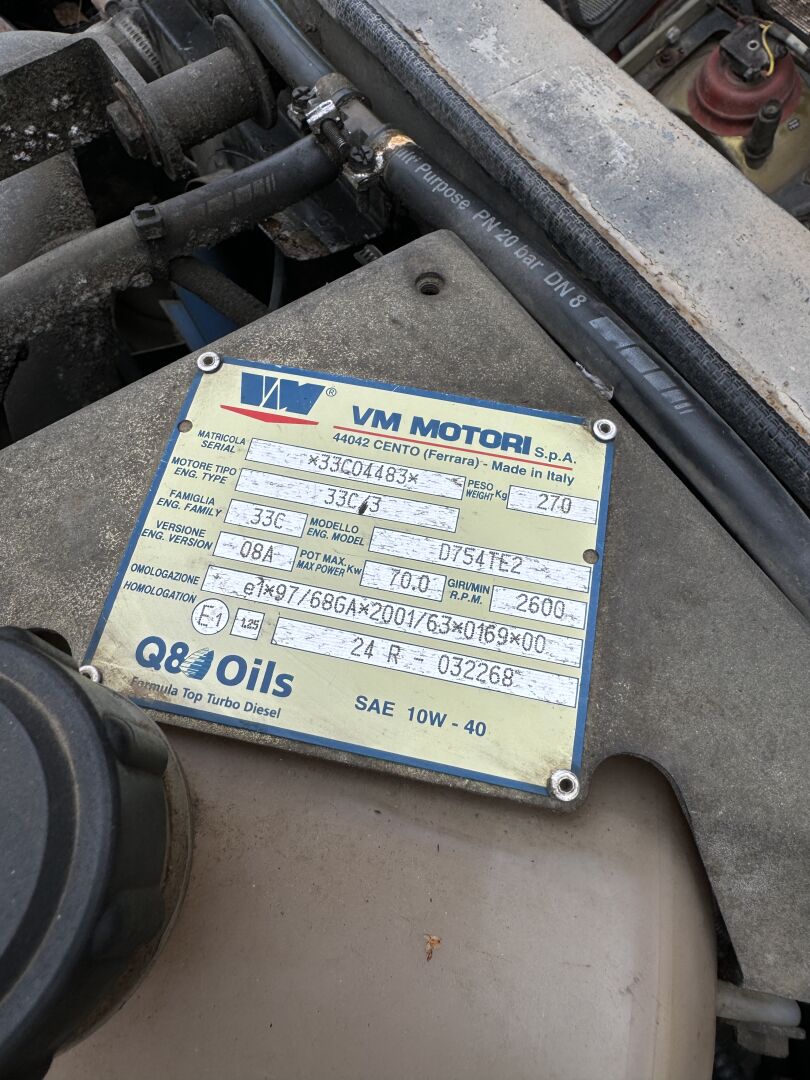 Air Purpose PN 20 bar DN 8
VM ®
VM MOTORI S.p.A.
44042 CENTO (Ferrara) - Made in Italy
MATRICOLA
SERIAL
*33C04483*
PESO
WEIGHT Kg
270
MOTORE TIPO
ENG. TYPE
33C/3
FAMIGLIA
ENG. FAMILY
33C
MODELLO
ENG. MODEL
D754TE2
VERSIONE
ENG. VERSION
08A
POT MAX.
MAX POWER Kw
70.0
GIRI/MIN
R.P.M.
2600
OMOLOGAZIONE
HOMOLOGATION
e1*97/68GA*2001/63*0169*00
E1
1.25
24 R - 032268
Q8 Oils
Formula Top Turbo Diesel
SAE 10W - 40